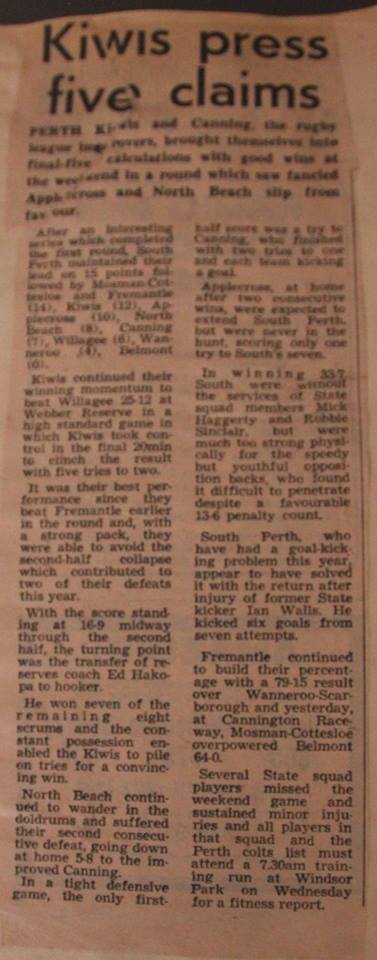 Kiwis press
five claims
PERTH Kiwis and Canning, the rugby
league improvers, brought themselves into
final-five calculations with good wins at
the weekend in a round which saw fancied
Applecross and North Beach slip from
favour.
After an interesting
series which completed
the first round, South
Perth maintained their
lead on 15 points fol-
lowed by Mosman-Cot-
tesloe and Fremantle
(14), Kiwis (12), Ap-
plecross (10), North
Beach (8), Canning
(7), Willagee (6), Wan-
neroo (4), Belmont
(0).
Kiwis continued their
winning momentum to
beat Willagee 25-12 at
Webber Reserve in a
high standard game in
which Kiwis took con-
trol in the final 20min
to clinch the result
with five tries to two.
It was their best per-
formance since they
beat Fremantle earlier
in the round and, with
a strong pack, they
were able to avoid the
second-half collapse
which contributed to
two of their defeats
this year.
With the score stand-
ing at 16-9 midway
through the second
half, the turning point
was the transfer of re-
serves coach Ed Hako-
pa to hooker.
He won seven of the
remaining eight
scrums and the con-
stant possession en-
abled the Kiwis to pile
on tries for a convinc-
ing win.
North Beach contin-
ued to wander in the
doldrums and suffered
their second consecu-
tive defeat, going down
at home 5-8 to the im-
proved Canning.
In a tight defensive
game, the only first-
half score was a try to
Canning, who finished
with two tries to one
and each team kicking
a goal.
Applecross, at home
after two consecutive
wins, were expected to
extend South Perth,
but were never in the
hunt, scoring only one
try to South's seven.
In winning 33-7,
South were without
the services of State
squad members Mick
Haggerty and Robbie
Sinclair, but were
much too strong physi-
cally for the speedy
but youthful opposi-
tion backs, who found
it difficult to penetrate
despite a favourable
13-6 penalty count.
South Perth, who
have had a goal-kick-
ing problem this year,
appear to have solved
it with the return after
injury of former State
kicker Ian Walls. He
kicked six goals from
seven attempts.
Fremantle continued
to build their percent-
age with a 79-15 result
over Wanneroo-Scar-
borough and yesterday,
at Cannington Race-
way, Mosman-Cottesloe
overpowered Belmont
64-0.
Several State squad
players missed the
weekend game and
sustained minor inju-
ries and all players in
that squad and the
Perth colts list must
attend a 7.30am train-
ing run at Windsor
Park on Wednesday
for a fitness report.